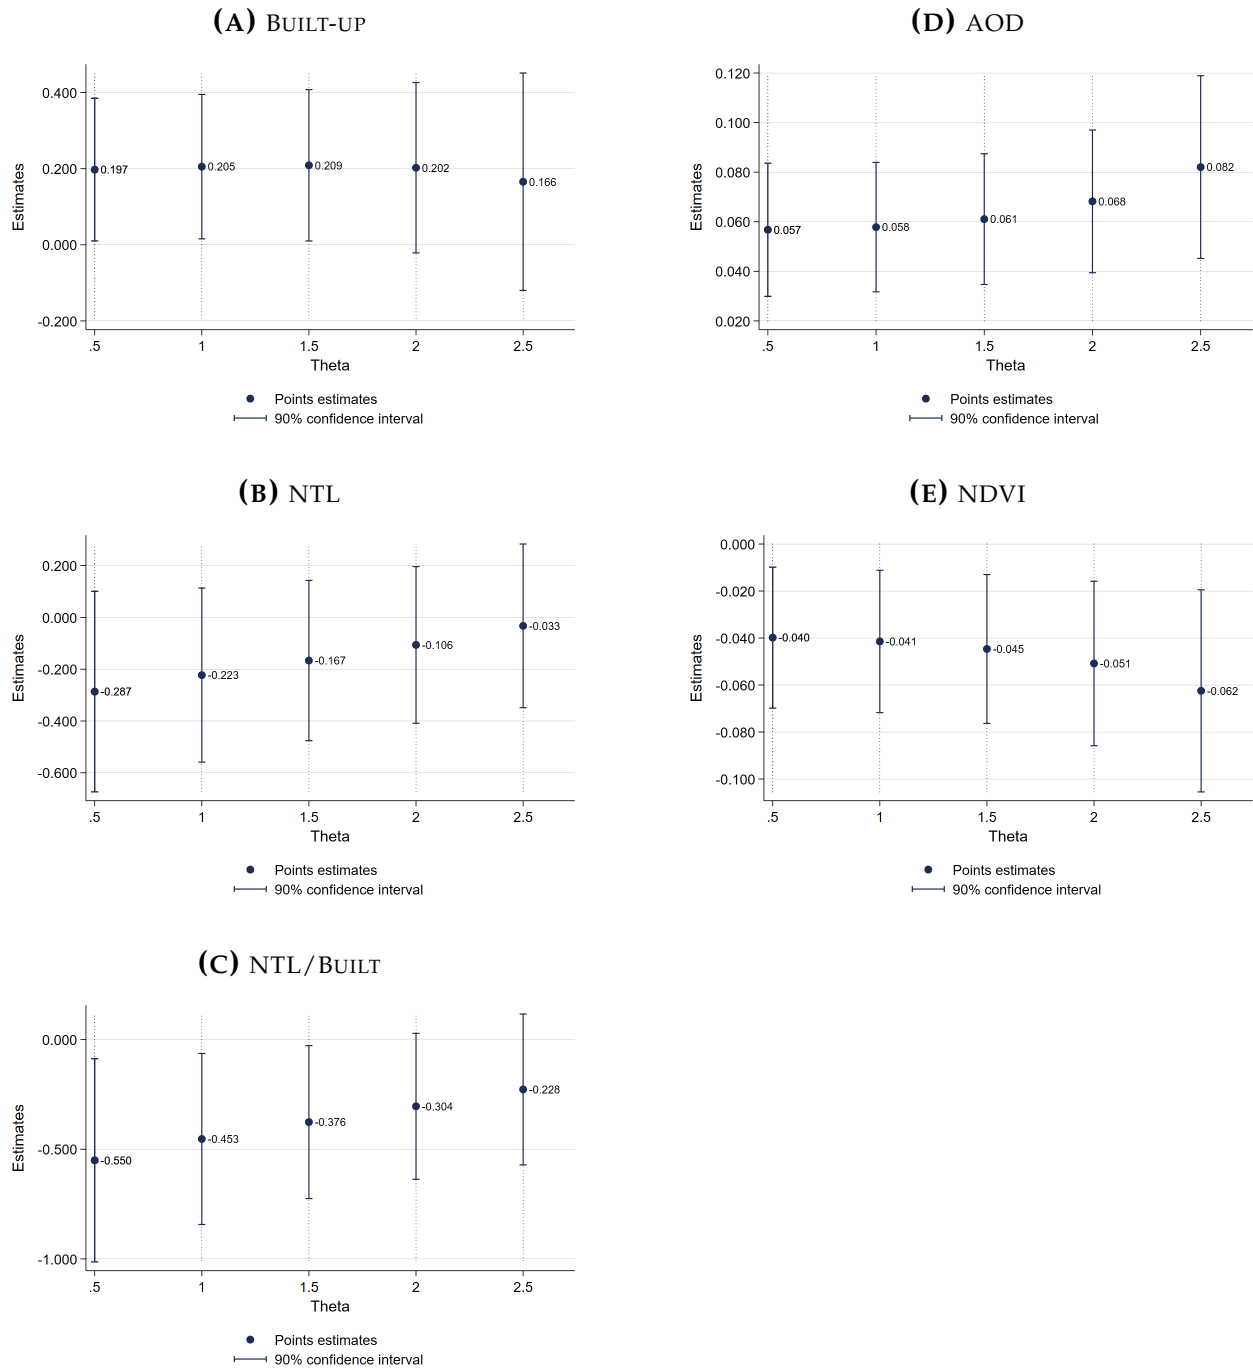 (A) BUILT-UP
Estimates
0.400
0.200
0.000
-0.200
0.197
0.205
0.209
0.202
0.166
.5 1 1.5 2 2.5
Theta
Points estimates
90% confidence interval
(D) AOD
Estimates
0.120
0.100
0.080
0.060
0.040
0.020
0.057
0.058
0.061
0.068
0.082
.5 1 1.5 2 2.5
Theta
Points estimates
90% confidence interval
(B) NTL
Estimates
0.200
0.000
-0.200
-0.400
-0.600
-0.287
-0.223
-0.167
-0.106
-0.033
.5 1 1.5 2 2.5
Theta
Points estimates
90% confidence interval
(E) NDVI
Estimates
0.000
-0.020
-0.040
-0.060
-0.080
-0.100
-0.040
-0.041
-0.045
-0.051
-0.062
.5 1 1.5 2 2.5
Theta
Points estimates
90% confidence interval
(C) NTL/BUILT
Estimates
0.000
-0.500
-1.000
-0.550
-0.453
-0.376
-0.304
-0.228
.5 1 1.5 2 2.5
Theta
Points estimates
90% confidence interval